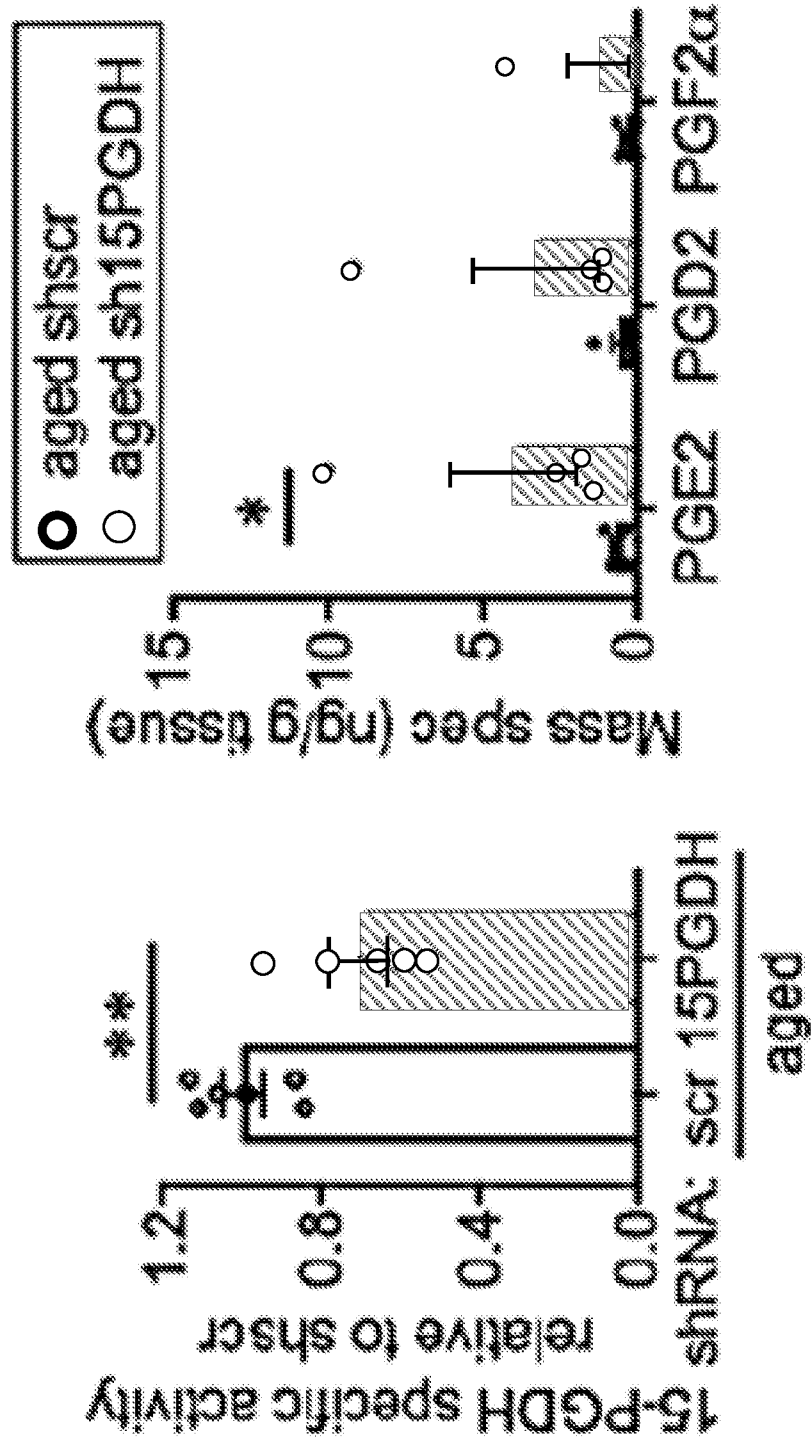 15-PGDH specific activity
relative to shscr
1.2
0.8
0.4
0.0
**
shRNA: scr 15PGDH
aged
Mass spec (ng/g tissue)
15
10
5
0
*
PGE2 PGD2 PGF2α
aged shscr
aged sh15PGDH